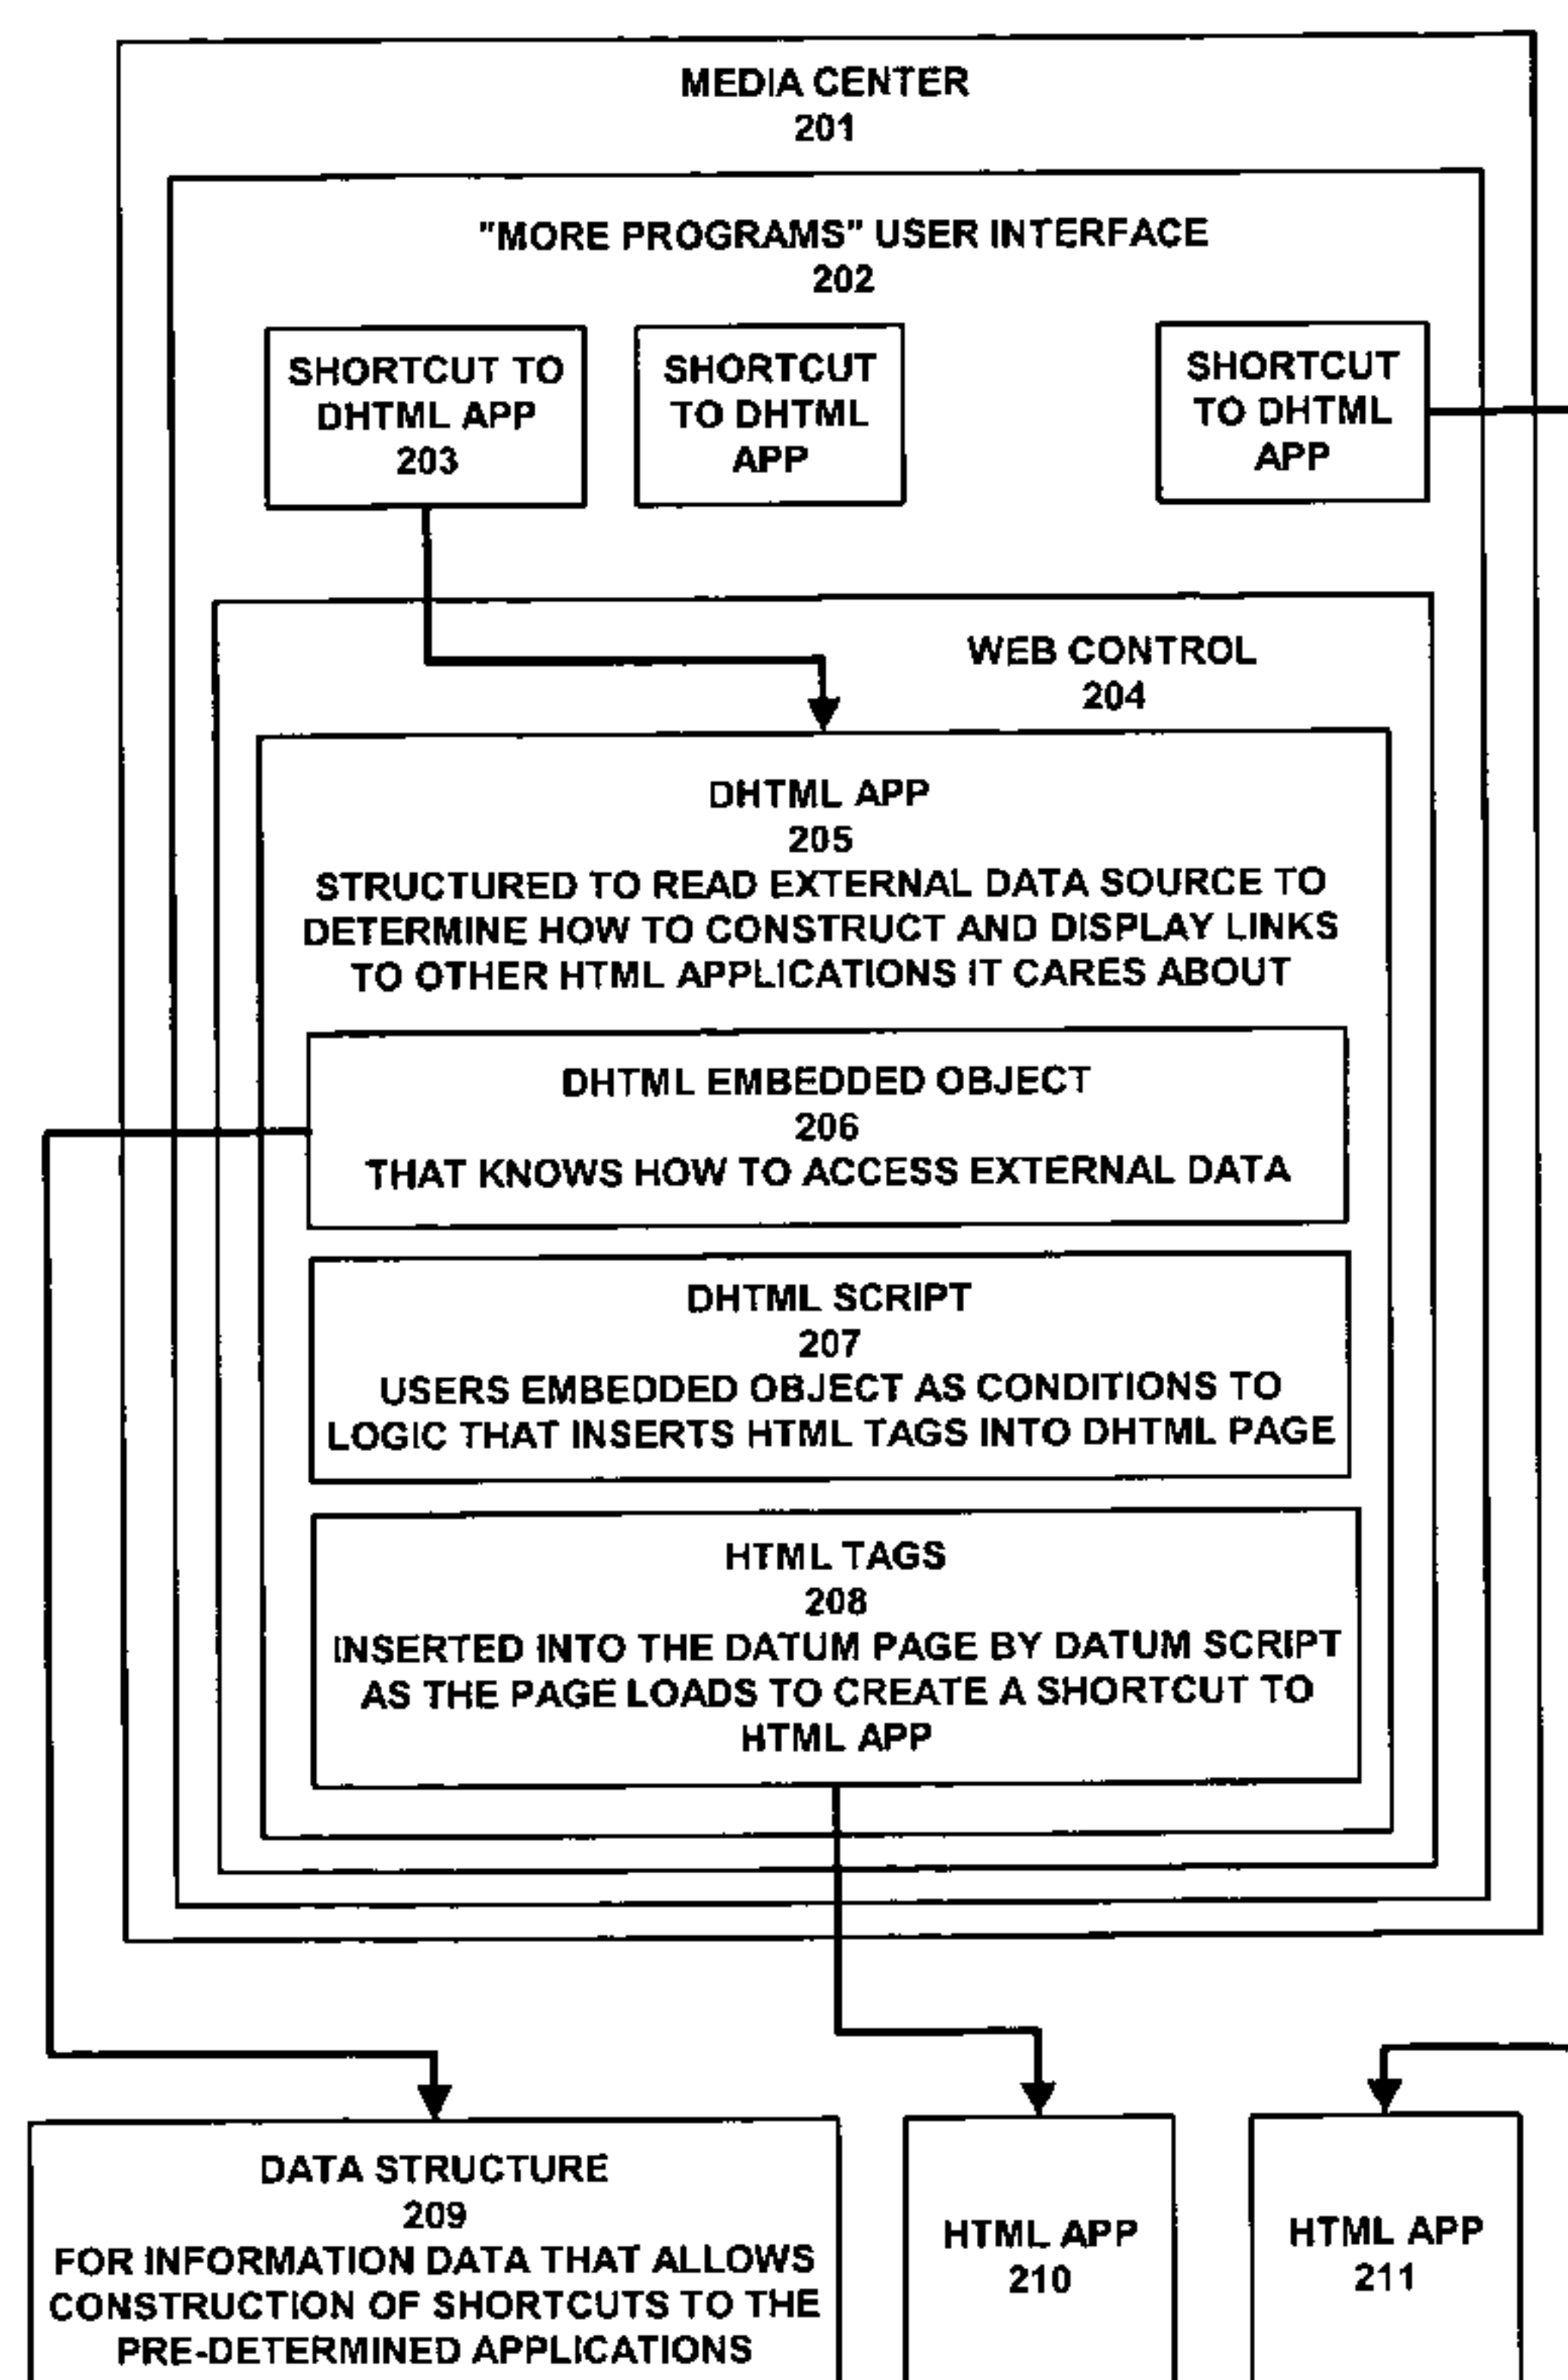 MEDIA CENTER
201
"MORE PROGRAMS" USER INTERFACE
202
SHORTCUT TO
DHTML APP
203
SHORTCUT
TO DHTML
APP
SHORTCUT
TO DHTML
APP
WEB CONTROL
204
DHTML APP
205
STRUCTURED TO READ EXTERNAL DATA SOURCE TO
DETERMINE HOW TO CONSTRUCT AND DISPLAY LINKS
TO OTHER HTML APPLICATIONS IT CARES ABOUT
DHTML EMBEDDED OBJECT
206
THAT KNOWS HOW TO ACCESS EXTERNAL DATA
DHTML SCRIPT
207
USERS EMBEDDED OBJECT AS CONDITIONS TO
LOGIC THAT INSERTS HTML TAGS INTO DHTML PAGE
HTML TAGS
208
INSERTED INTO THE DATUM PAGE BY DATUM SCRIPT
AS THE PAGE LOADS TO CREATE A SHORTCUT TO
HTML APP
DATA STRUCTURE
209
FOR INFORMATION DATA THAT ALLOWS
CONSTRUCTION OF SHORTCUTS TO THE
PRE-DETERMINED APPLICATIONS
HTML APP
210
HTML APP
211